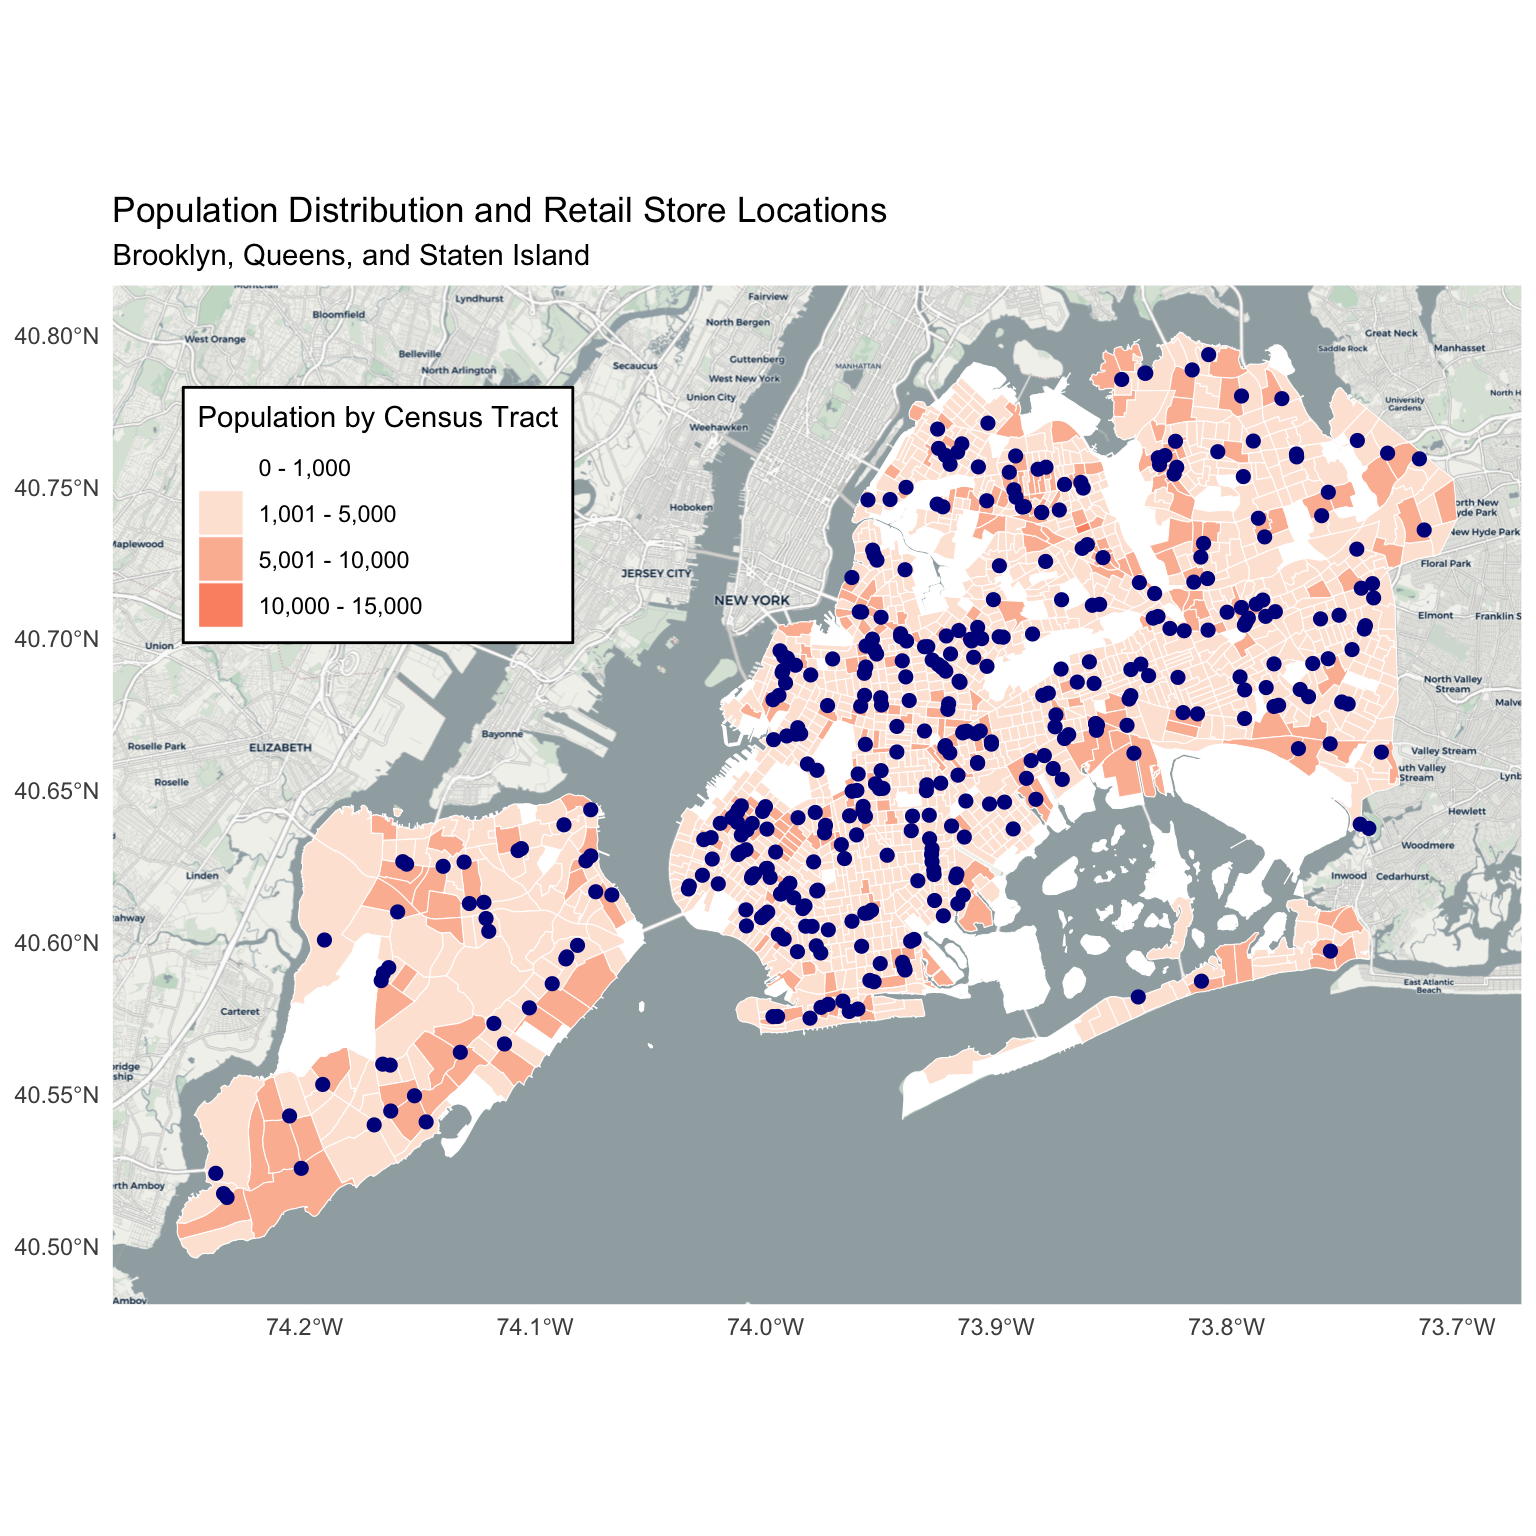 Population Distribution and Retail Store Locations
Brooklyn, Queens, and Staten Island
40.80°N
40.75°N
40.70°N
40.65°N
40.60°N
40.55°N
40.50°N
74.2°W
74.1°W
74.0°W
73.9°W
73.8°W
73.7°W
Population by Census Tract
0 - 1,000
1,001 - 5,000
5,001 - 10,000
10,000 - 15,000
Lyndhurst
Fairview
Bloomfield
North Bergen
West Orange
Great Neck
Saddle Rock
Manhasset
Belleville
Guttenberg
Secaucus
MANHATTAN
North Arlington
West New York
Union City
University
Gardens
North H
Weehawken
Hoboken
orth New
yde Park
New Hyde Park
Maplewood
JERSEY CITY
Floral Park
NEW YORK
Elmont
Franklin S
Union
North Valley
Stream
Malve
Bayonne
Roselle Park
ELIZABETH
Valley Stream
uth Valley
Stream
Roselle
Lynb
Hewlett
Woodmere
Linden
Inwood
Cedarhurst
ahway
East Atlantic
Beach
Carteret
bridge
ship
rth Amboy
Amboy